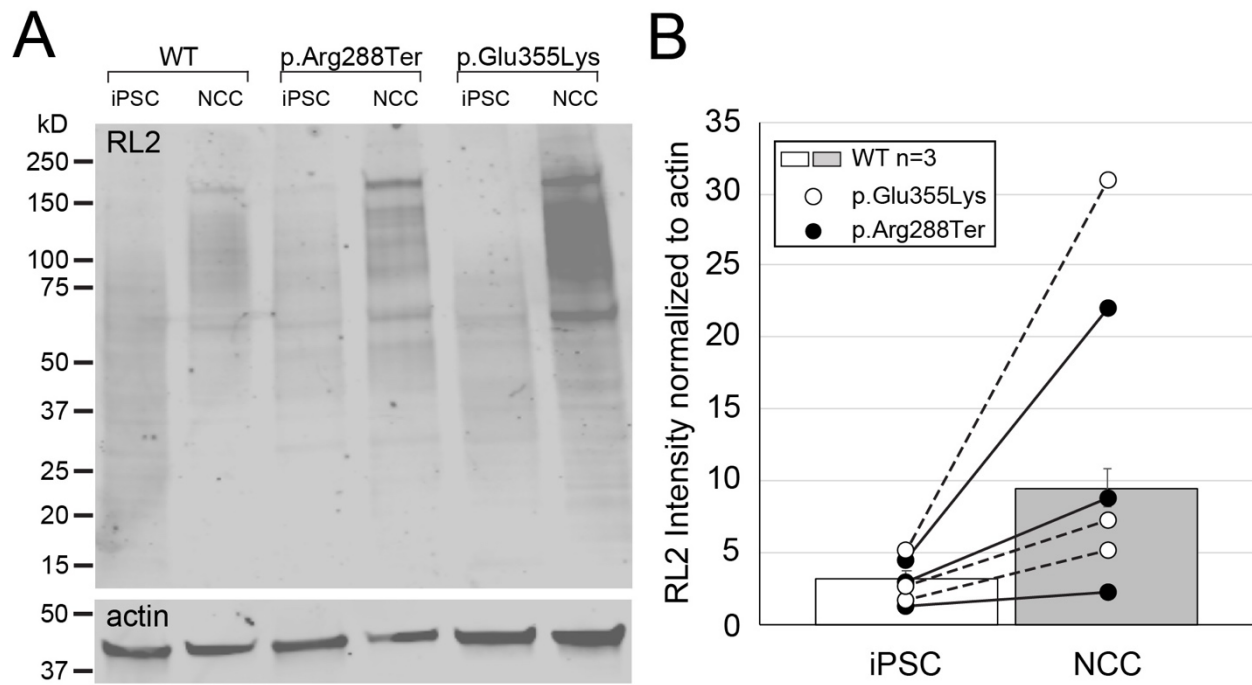 A
WT p.Arg288Ter p.Glu355Lys
iPSC NCC iPSC NCC iPSC NCC
kD
RL2
250
150
100
75
50
37
25
20
15
actin
50
37
B
RL2 Intensity normalized to actin
35
30
25
20
15
10
5
0
WT n=3
p.Glu355Lys
p.Arg288Ter
iPSC NCC